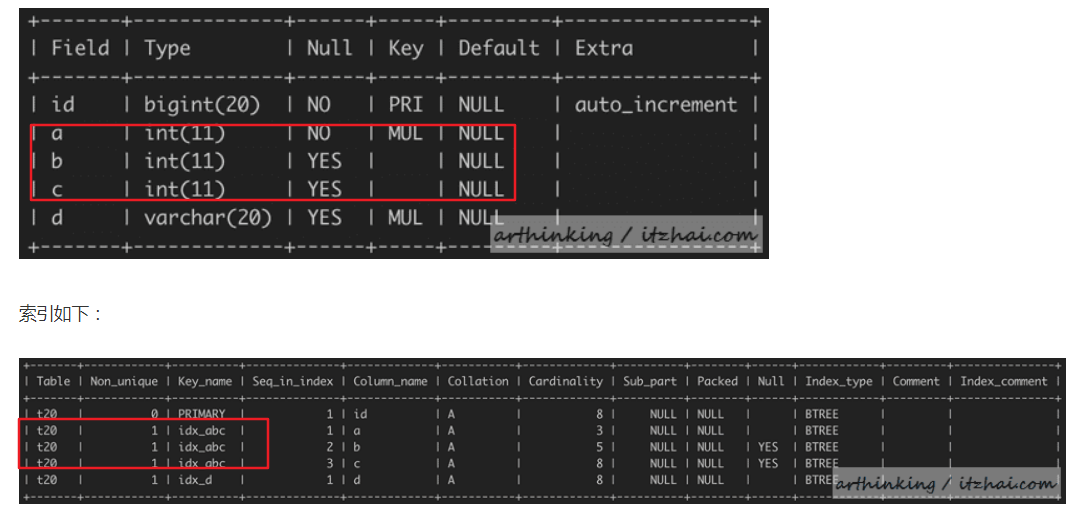 +-------+-------------+------+-----+---------+----------------+
| Field | Type | Null | Key | Default | Extra |
+-------+-------------+------+-----+---------+----------------+
| id | bigint(20) | NO | PRI | NULL | auto_increment |
| a | int(11) | NO | MUL | NULL | |
| b | int(11) | YES | | NULL | |
| c | int(11) | YES | | NULL | |
| d | varchar(20) | YES | MUL | NULL | |
arthinking / itzhai.com
+-------+-------------+------+-----+---------+----------------+
索引如下：
| Table | Non_unique | Key_name | Seq_in_index | Column_name | Collation | Cardinality | Sub_part | Packed | Null | Index_type | Comment | Index_comment |
| t20 | 0 | PRIMARY | 1 | id | A | 8 | NULL | NULL | | BTREE | | |
| t20 | 1 | idx_abc | 1 | a | A | 3 | NULL | NULL | | BTREE | | |
| t20 | 1 | idx_abc | 2 | b | A | 5 | NULL | NULL | YES | BTREE | | |
| t20 | 1 | idx_abc | 3 | c | A | 8 | NULL | NULL | YES | BTREE | | |
| t20 | 1 | idx_d | 1 | d | A | 8 | NULL | NULL | | BTREE
arthinking / itzhai.com